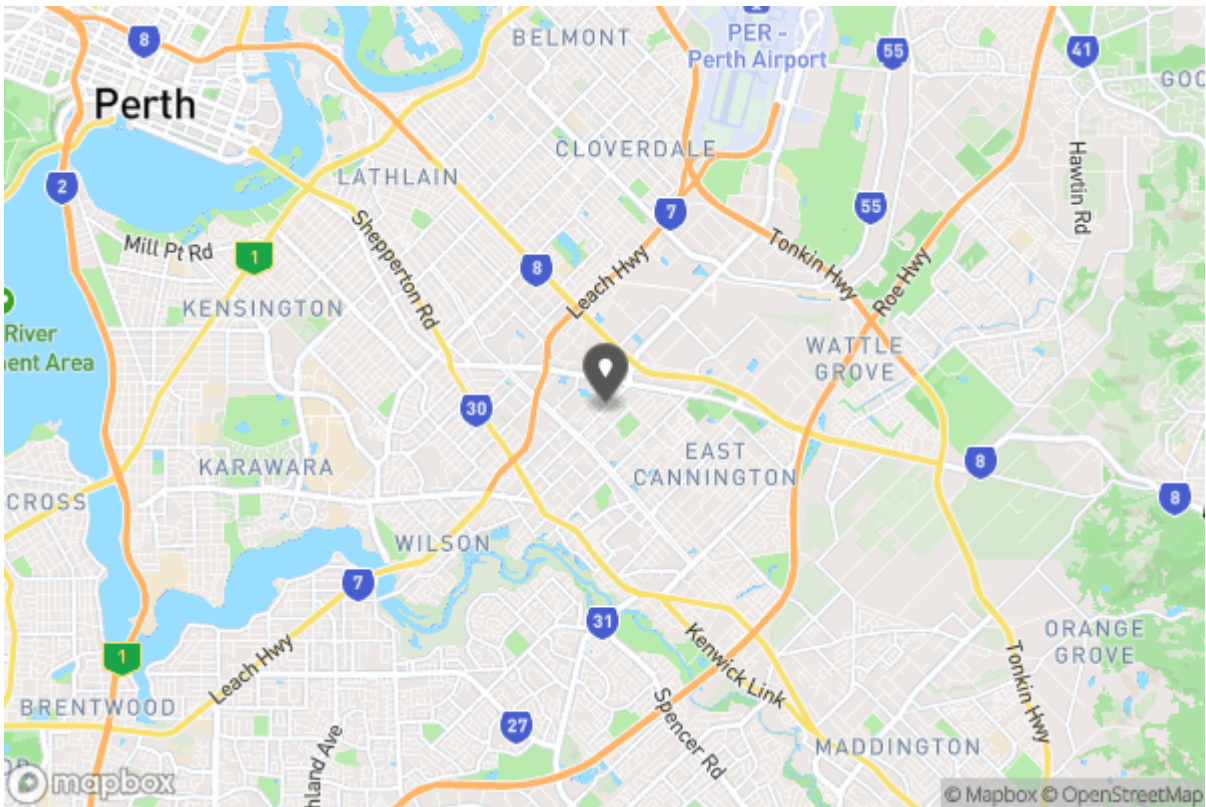 8
BELMONT
PER -
Perth Airport
55
41
GOO
Perth
CLOVERDALE
Hawtin Rd
2
LATHLAIN
7
55
Mill Pt Rd
1
Shepperton Rd
8
Leach Hwy
Tonkin Hwy
Roe Hwy
KENSINGTON
River
ent Area
WATTLE
GROVE
30
EAST
CANNINGTON
KARAWARA
8
8
CROSS
WILSON
7
31
1
Leach Hwy
Kenwick Link
ORANGE
GROVE
Tonkin Hwy
BRENTWOOD
27
Spencer Rd
MADDINGTON
hland Ave
mapbox
© Mapbox © OpenStreetMap